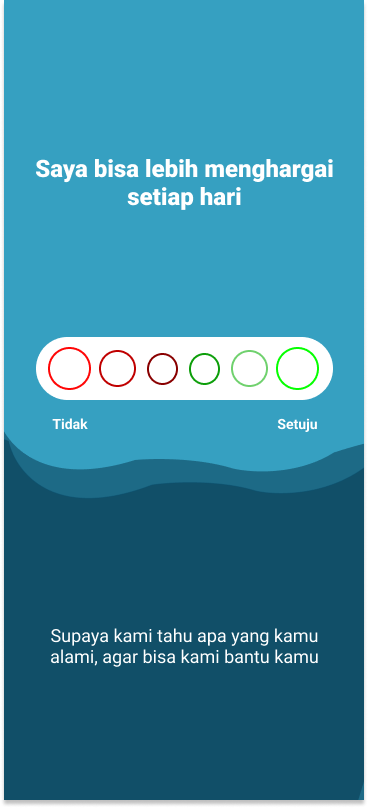 Saya bisa lebih menghargai
setiap hari
Tidak
Setuju
Supaya kami tahu apa yang kamu
alami, agar bisa kami bantu kamu